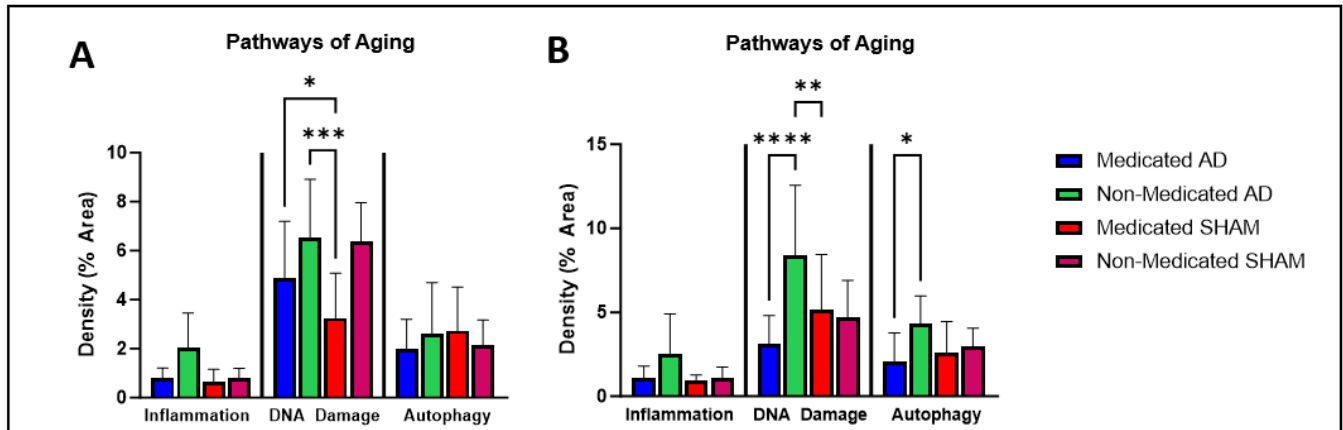 A
Pathways of Aging
*
***
Density (% Area)
10
8
6
4
2
0
Inflammation
DNA Damage
Autophagy
B
Pathways of Aging
**
****
*
Density (% Area)
15
10
5
0
Inflammation
DNA Damage
Autophagy
Medicated AD
Non-Medicated AD
Medicated SHAM
Non-Medicated SHAM